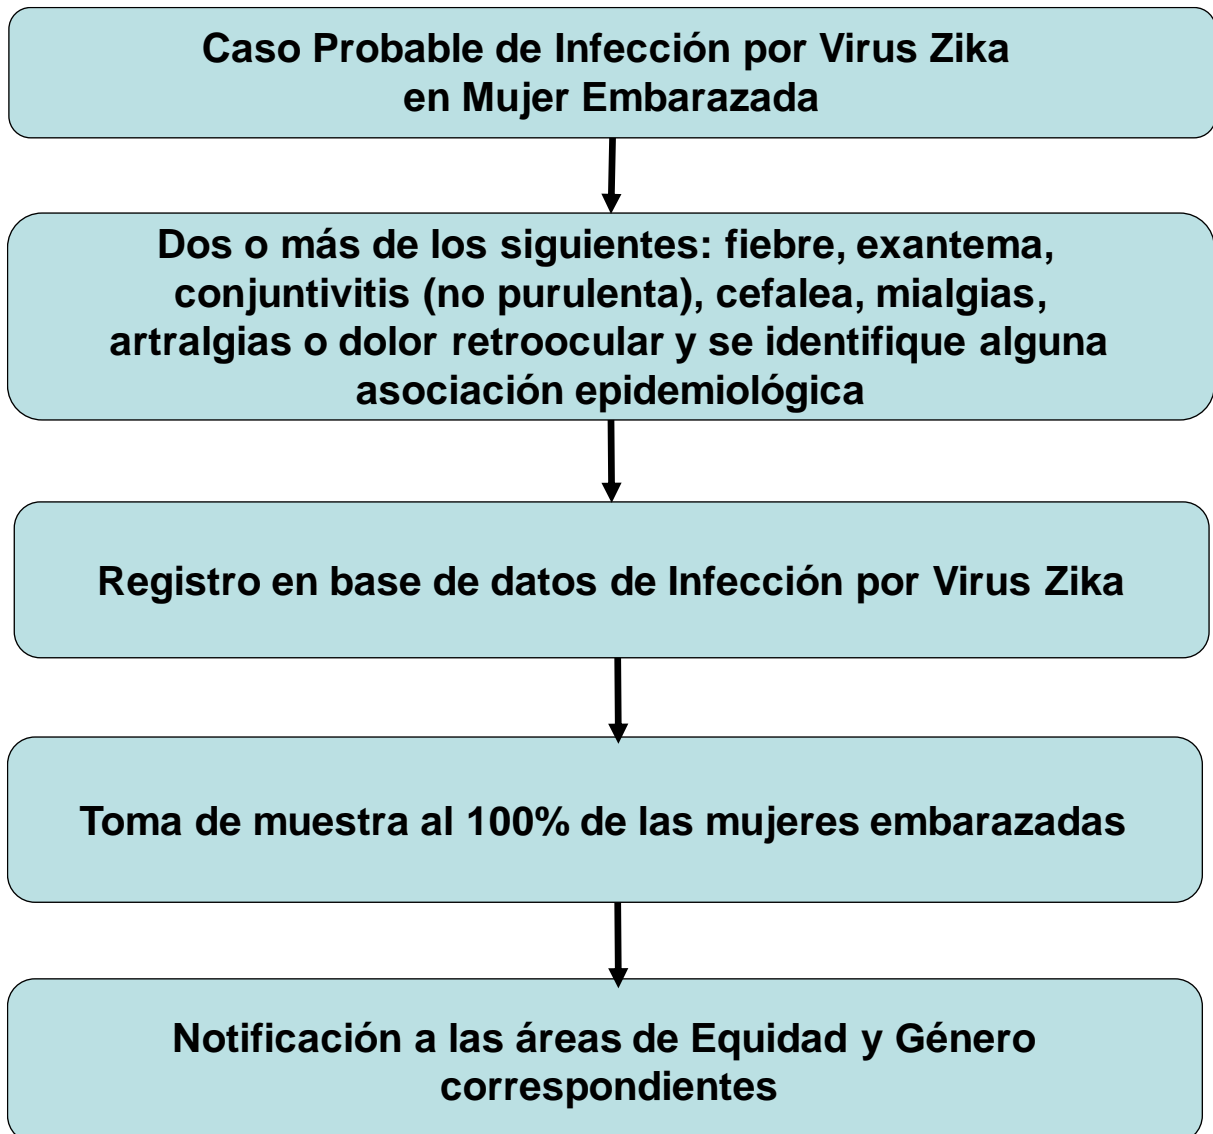 Caso Probable de Infección por Virus Zika
en Mujer Embarazada
Dos o más de los siguientes: fiebre, exantema,
conjuntivitis (no purulenta), cefalea, mialgias,
artralgias o dolor retroocular y se identifique alguna
asociación epidemiológica
Registro en base de datos de Infección por Virus Zika
Toma de muestra al 100% de las mujeres embarazadas
Notificación a las áreas de Equidad y Género
correspondientes